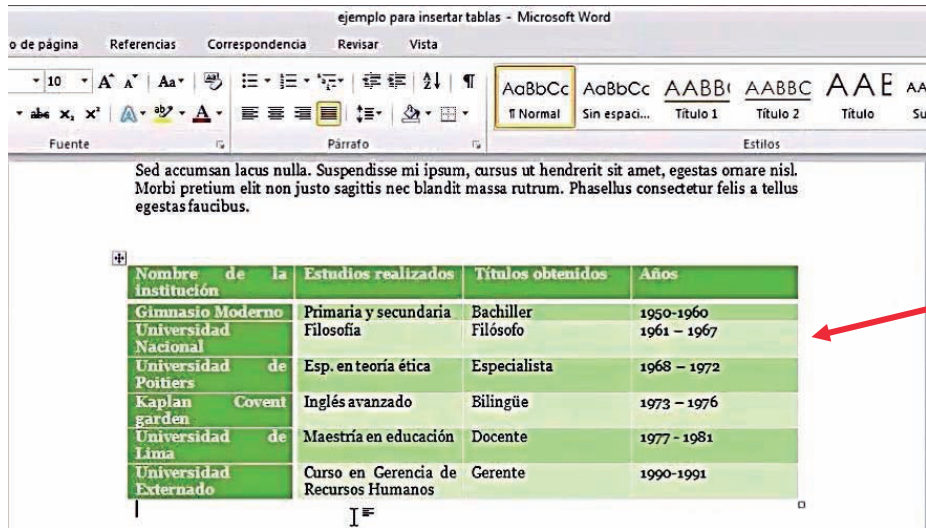 ejemplo para insertar tablas - Microsoft Word
o de página Referencias Correspondencia Revisar Vista
10 A A Aa
AaBbCc AaBbCc AABB AABBC AAE AA
abe x, x² A ab A
¶ Normal Sin espaci... Título 1 Título 2 Título Su
Fuente Párrafo Estilos
Sed accumsan lacus nulla. Suspendisse mi ipsum, cursus ut hendrerit sit amet, egestas ornare nisl.
Morbi pretium elit non justo sagittis nec blandit massa rutrum. Phasellus consectetur felis a tellus
egestas faucibus.
Nombre de la institución Estudios realizados Títulos obtenidos Años
Gimnasio Moderno Primaria y secundaria Bachiller 1950-1960
Universidad Nacional Filosofía Filósofo 1961 – 1967
Universidad de Poitiers Esp. en teoría ética Especialista 1968 – 1972
Kaplan Covent garden Inglés avanzado Bilingüe 1973 – 1976
Universidad de Lima Maestría en educación Docente 1977 - 1981
Universidad Externado Curso en Gerencia de Recursos Humanos Gerente 1990-1991